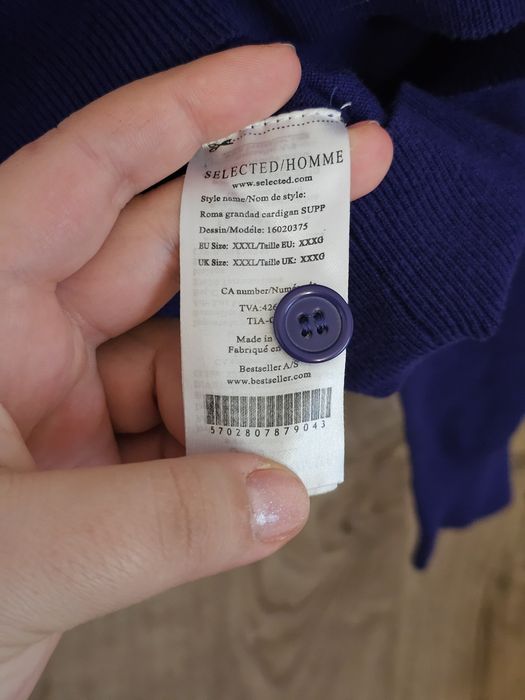 SELECTED/HOMME
www.selected.com
Style name/Nom de style:
Roma grandad cardigan SUPP
Dessin/Modéle: 16020375
EU Size: XXXL/Taille EU: XXXG
UK Size: XXXL/Taille UK: XXXG
CA number/
TVA:426
TIA-
Made in
Fabriqué en
Bestseller A/S
www.bestseller.com
5702807879043